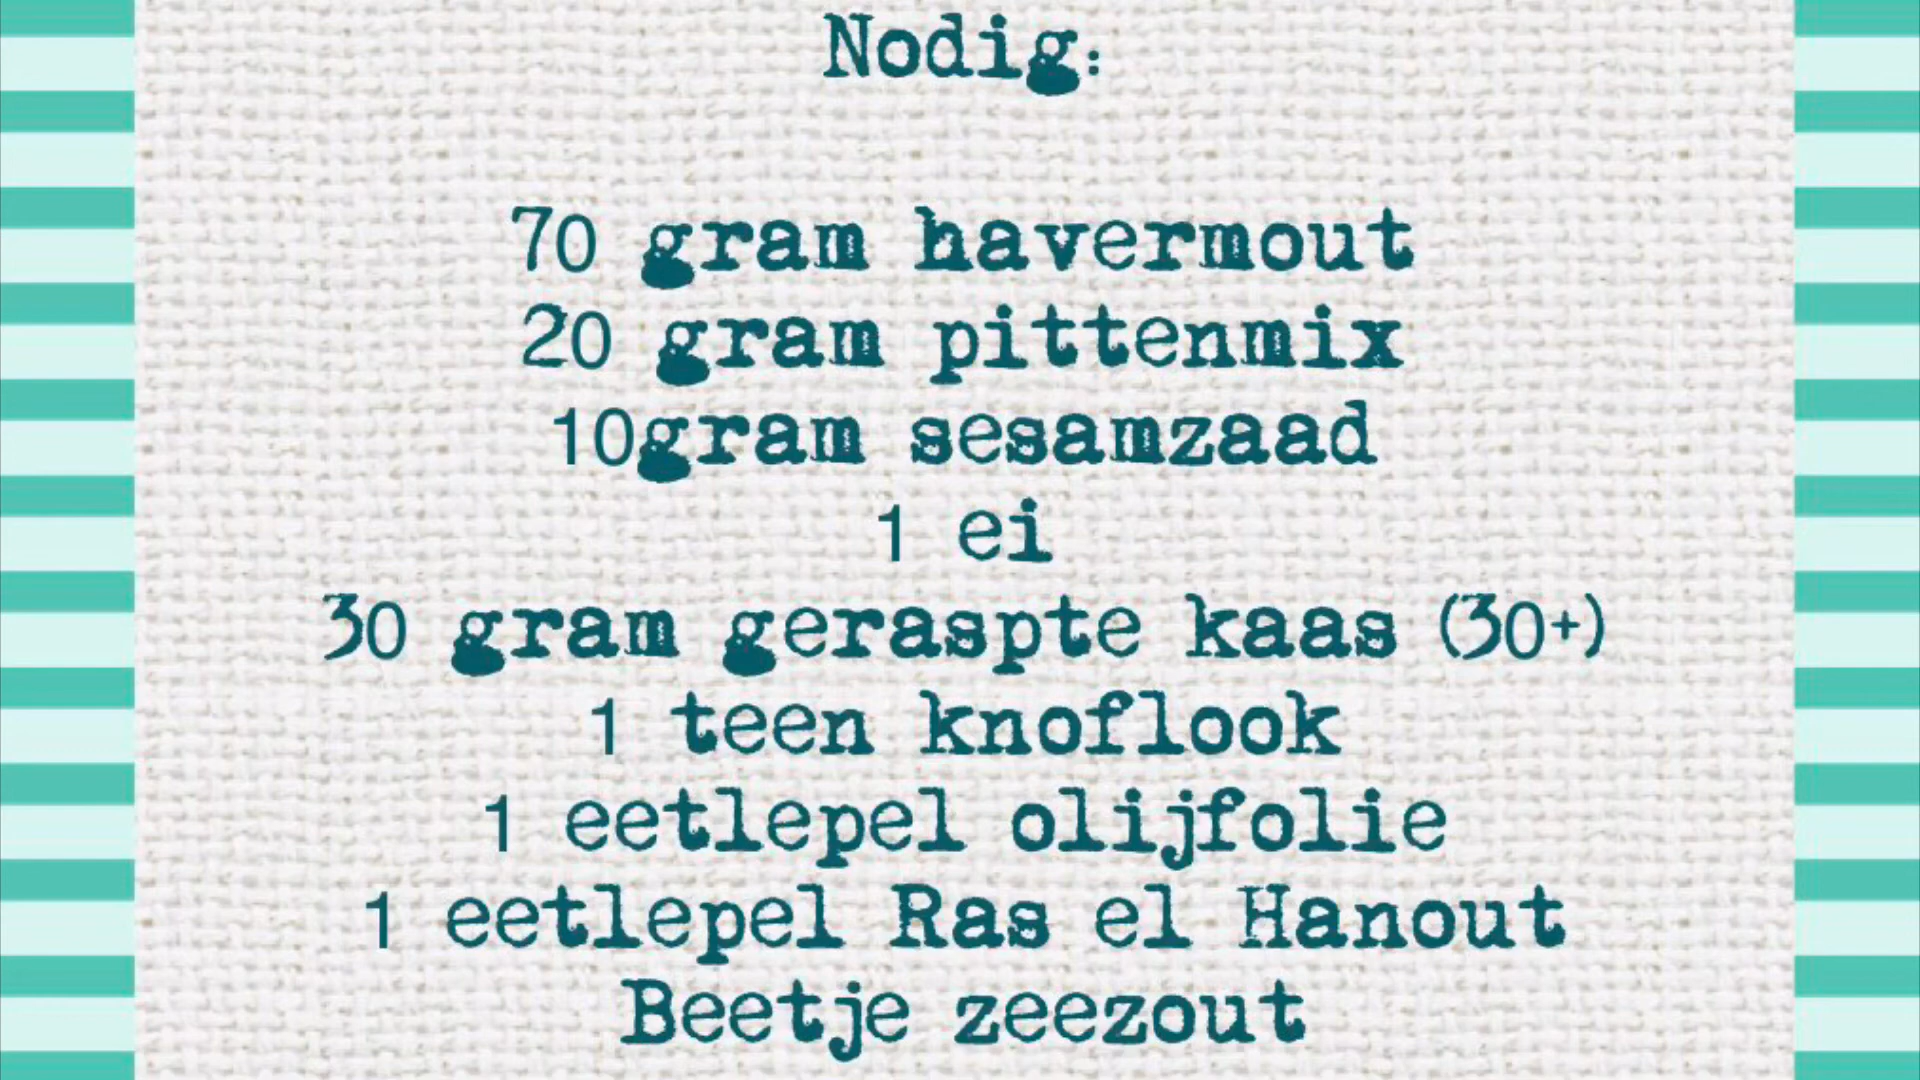 Nodig:
70 gram havermout
20 gram pittenmix
10gram sesamzaad
1 ei
30 gram geraspte kaas (30+)
1 teen knoflook
1 eetlepel olijfolie
1 eetlepel Ras el Hanout
Beetje zeezout